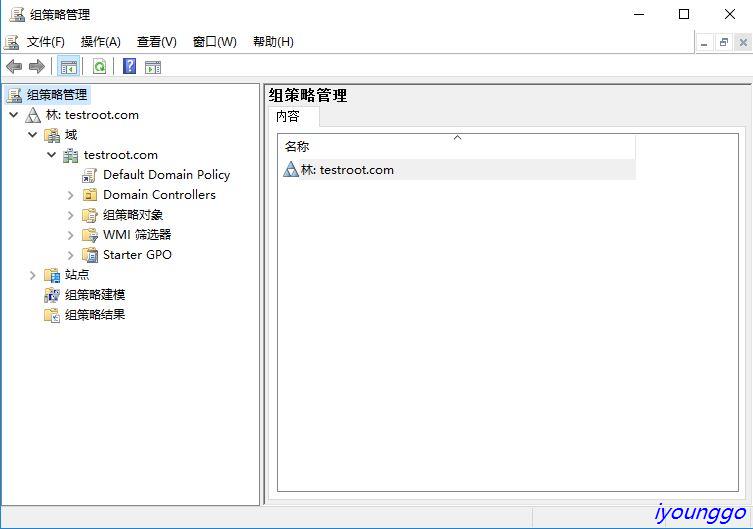 组策略管理
文件(F) 操作(A) 查看(V) 窗口(W) 帮助(H)
组策略管理
林: testroot.com
域
testroot.com
Default Domain Policy
Domain Controllers
组策略对象
WMI 筛选器
Starter GPO
站点
组策略建模
组策略结果
组策略管理
内容
名称
林: testroot.com
iyounggo